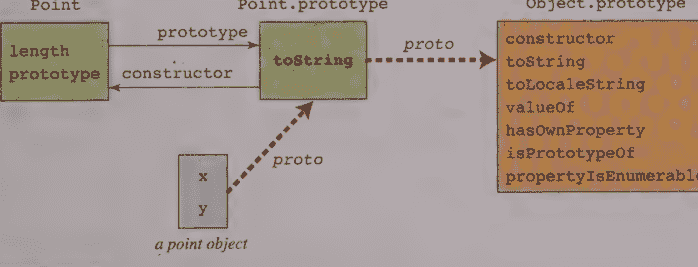 Point
Point.prototype
Object.prototype
length
prototype
prototype
constructor
toString
proto
constructor
toString
toLocaleString
valueOf
hasOwnProperty
isPrototypeOf
propertyIsEnumerable
x
y
proto
a point object